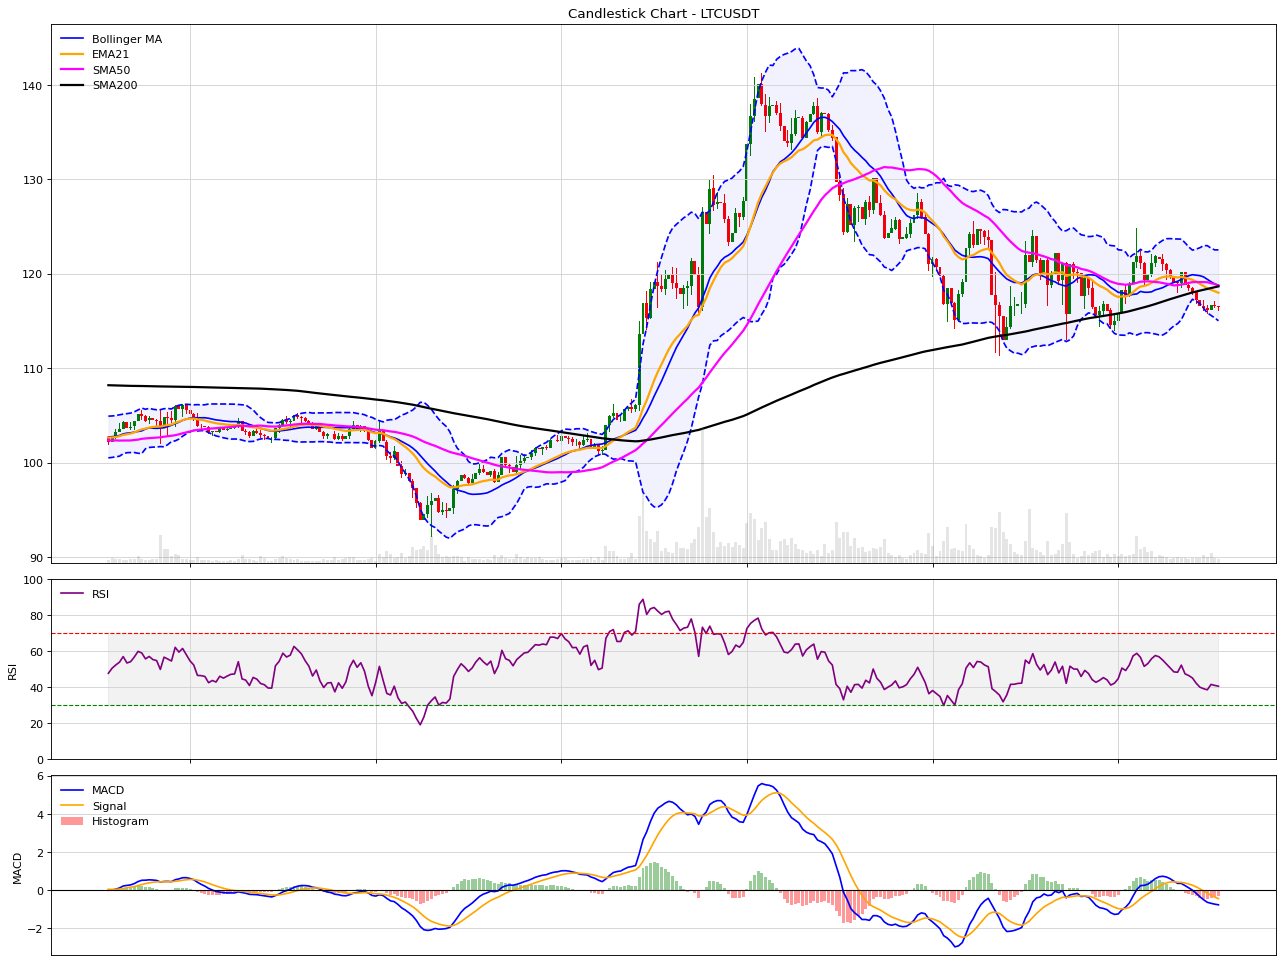 Candlestick Chart - LTCUSDT
Bollinger MA
EMA21
SMA50
SMA200
140
130
120
110
100
90
100
80
60
40
20
0
RSI
RSI
6
4
2
0
−2
MACD
MACD
Signal
Histogram